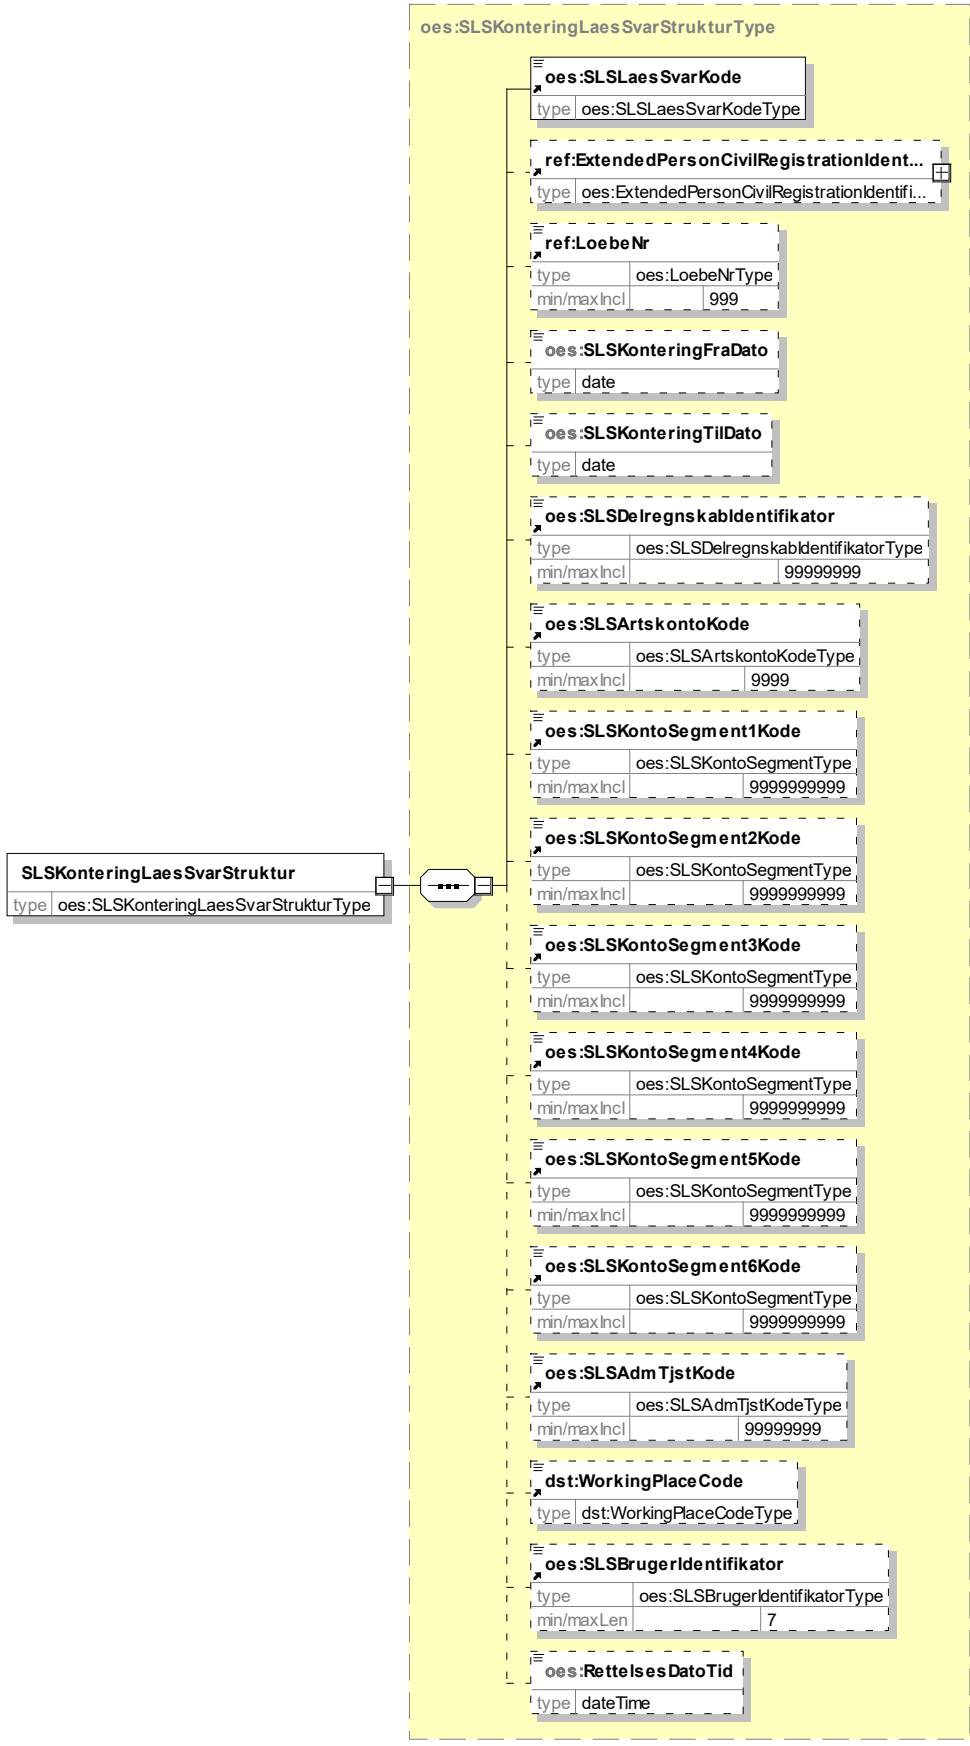 oes:SLSKonteringLaesSvarStrukturType
oes:SLSLaesSvarKode
type oes:SLSLaesSvarKodeType
ref:ExtendedPersonCivilRegistrationIdent...
type oes:ExtendedPersonCivilRegistrationIdentifi...
ref:LoebeNr
type oes:LoebeNrType
min/maxIncl 999
oes:SLSKonteringFraDato
type date
oes:SLSKonteringTilDato
type date
oes:SLSDelregnskabIdentifikator
type oes:SLSDelregnskabIdentifikatorType
min/maxIncl 99999999
oes:SLSArtskontoKode
type oes:SLSArtskontoKodeType
min/maxIncl 9999
oes:SLSKontoSegment1Kode
type oes:SLSKontoSegmentType
min/maxIncl 9999999999
oes:SLSKontoSegment2Kode
type oes:SLSKontoSegmentType
min/maxIncl 9999999999
SLSKonteringLaesSvarStruktur
type oes:SLSKonteringLaesSvarStrukturType
oes:SLSKontoSegment3Kode
type oes:SLSKontoSegmentType
min/maxIncl 9999999999
oes:SLSKontoSegment4Kode
type oes:SLSKontoSegmentType
min/maxIncl 9999999999
oes:SLSKontoSegment5Kode
type oes:SLSKontoSegmentType
min/maxIncl 9999999999
oes:SLSKontoSegment6Kode
type oes:SLSKontoSegmentType
min/maxIncl 9999999999
oes:SLSAdmTjstKode
type oes:SLSAdmTjstKodeType
min/maxIncl 99999999
dst:WorkingPlaceCode
type dst:WorkingPlaceCodeType
oes:SLSBrugerIdentifikator
type oes:SLSBrugerIdentifikatorType
min/maxLen 7
oes:RettelsesDatoTid
type dateTime